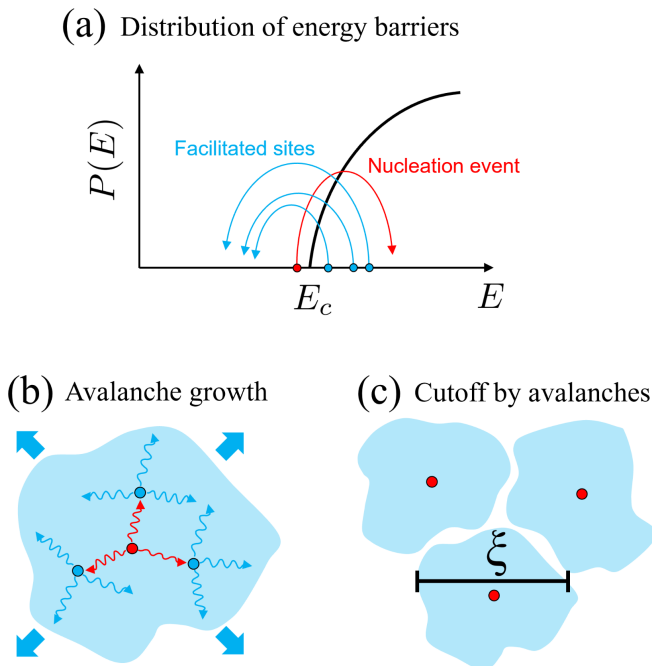 (a) Distribution of energy barriers
P(E)
Facilitated sites
Nucleation event
E_c
E
(b) Avalanche growth
(c) Cutoff by avalanches
ξ